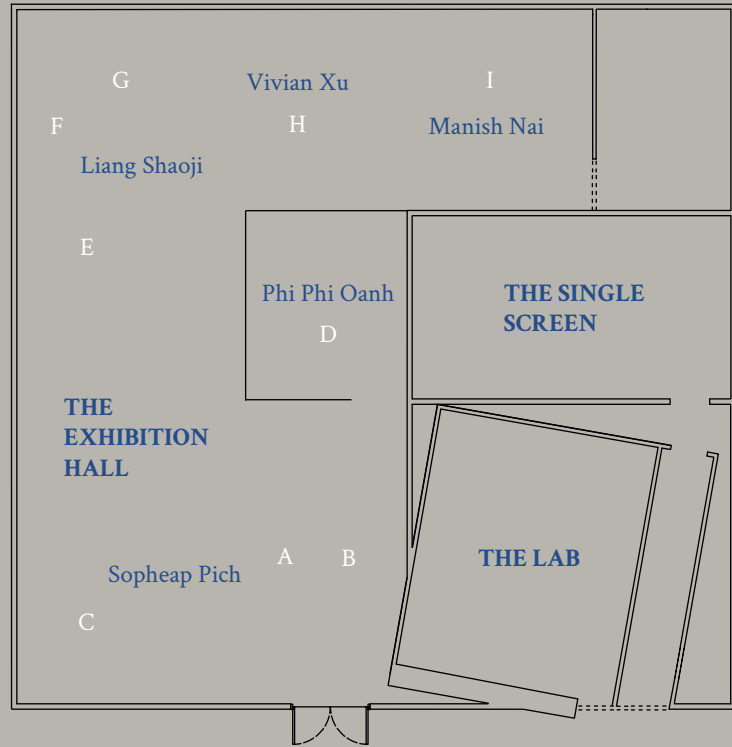 G
Vivian Xu
I
F
H
Manish Nai
Liang Shaoji
E
Phi Phi Oanh
D
THE SINGLE
SCREEN
THE
EXHIBITION
HALL
A
B
THE LAB
Sopheap Pich
C